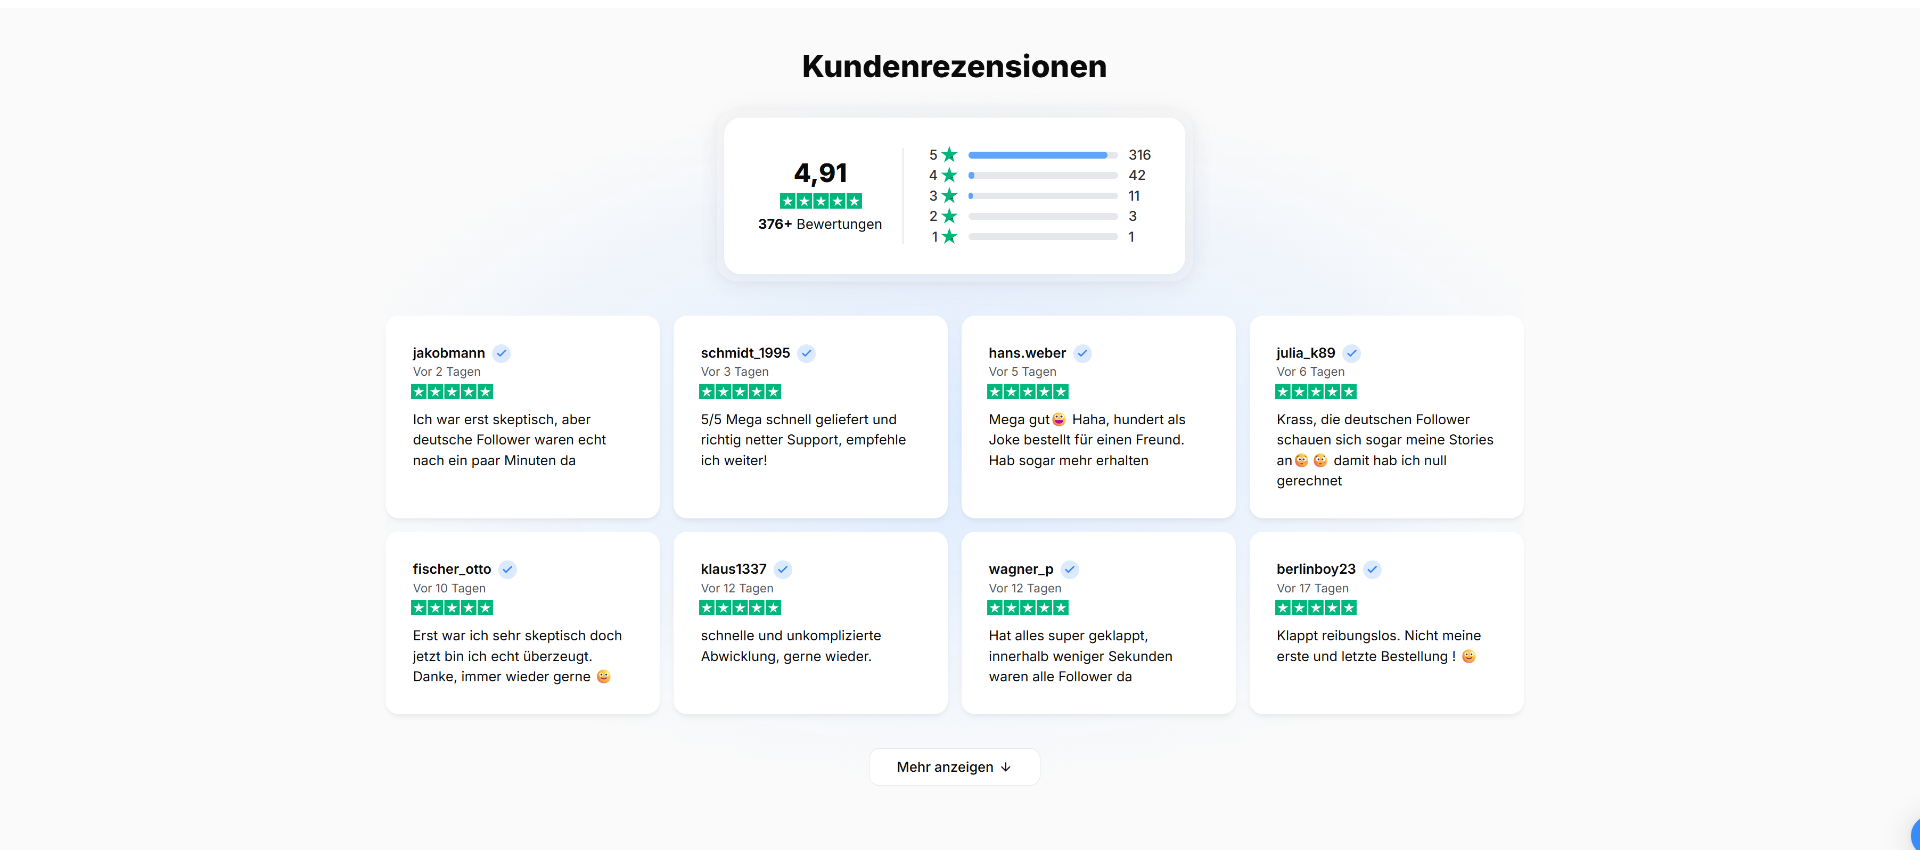 Kundenrezensionen
4,91
376+ Bewertungen
5 316
4 42
3 11
2 3
1 1
jakobmann
Vor 2 Tagen
Ich war erst skeptisch, aber
deutsche Follower waren echt
nach ein paar Minuten da
schmidt_1995
Vor 3 Tagen
5/5 Mega schnell geliefert und
richtig netter Support, empfehle
ich weiter!
hans.weber
Vor 5 Tagen
Mega gut😀 Haha, hundert als
Joke bestellt für einen Freund.
Hab sogar mehr erhalten
julia_k89
Vor 6 Tagen
Krass, die deutschen Follower
schauen sich sogar meine Stories
an🤯 🤯 damit hab ich null
gerechnet
fischer_otto
Vor 10 Tagen
Erst war ich sehr skeptisch doch
jetzt bin ich echt überzeugt.
Danke, immer wieder gerne 😀
klaus1337
Vor 12 Tagen
schnelle und unkomplizierte
Abwicklung, gerne wieder.
wagner_p
Vor 12 Tagen
Hat alles super geklappt,
innerhalb weniger Sekunden
waren alle Follower da
berlinboy23
Vor 17 Tagen
Klappt reibungslos. Nicht meine
erste und letzte Bestellung ! 😀
Mehr anzeigen ↓